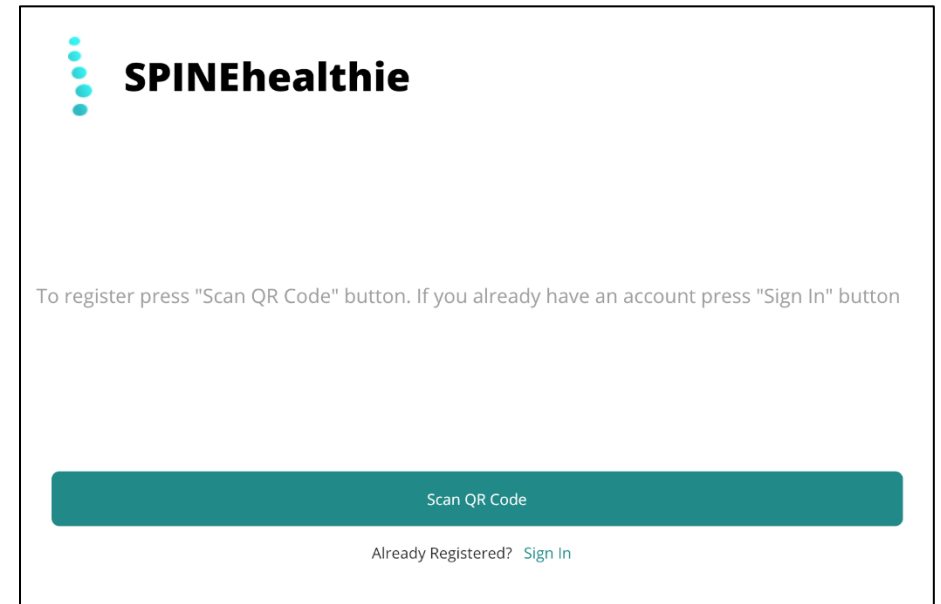 SPINEhealthie
To register press "Scan QR Code" button. If you already have an account press "Sign In" button
Scan QR Code
Already Registered? Sign In